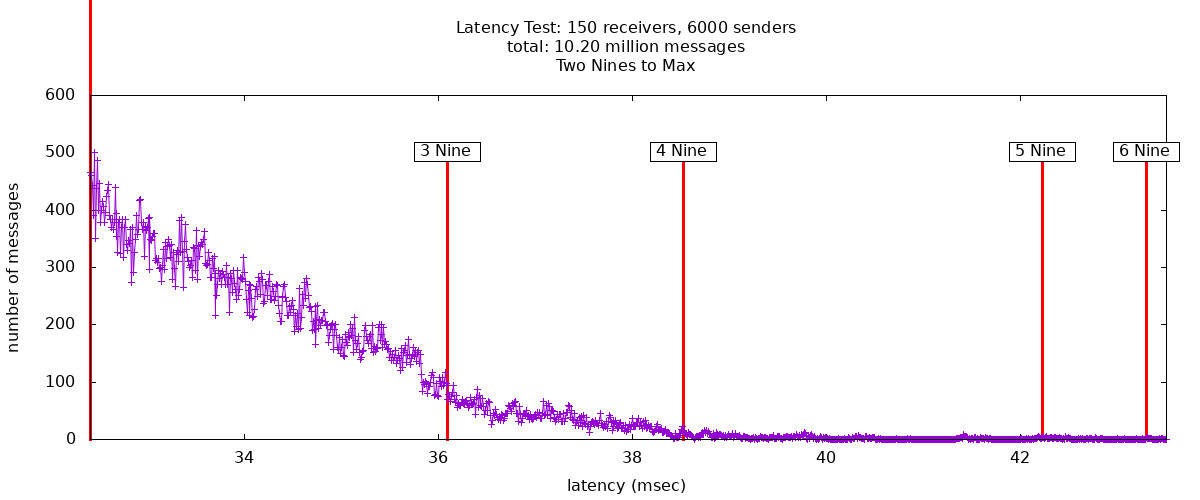 Latency Test: 150 receivers, 6000 senders
total: 10.20 million messages
Two Nines to Max
600
500
400
300
200
100
0
number of messages
3 Nine
4 Nine
5 Nine
6 Nine
34
36
38
40
42
latency (msec)